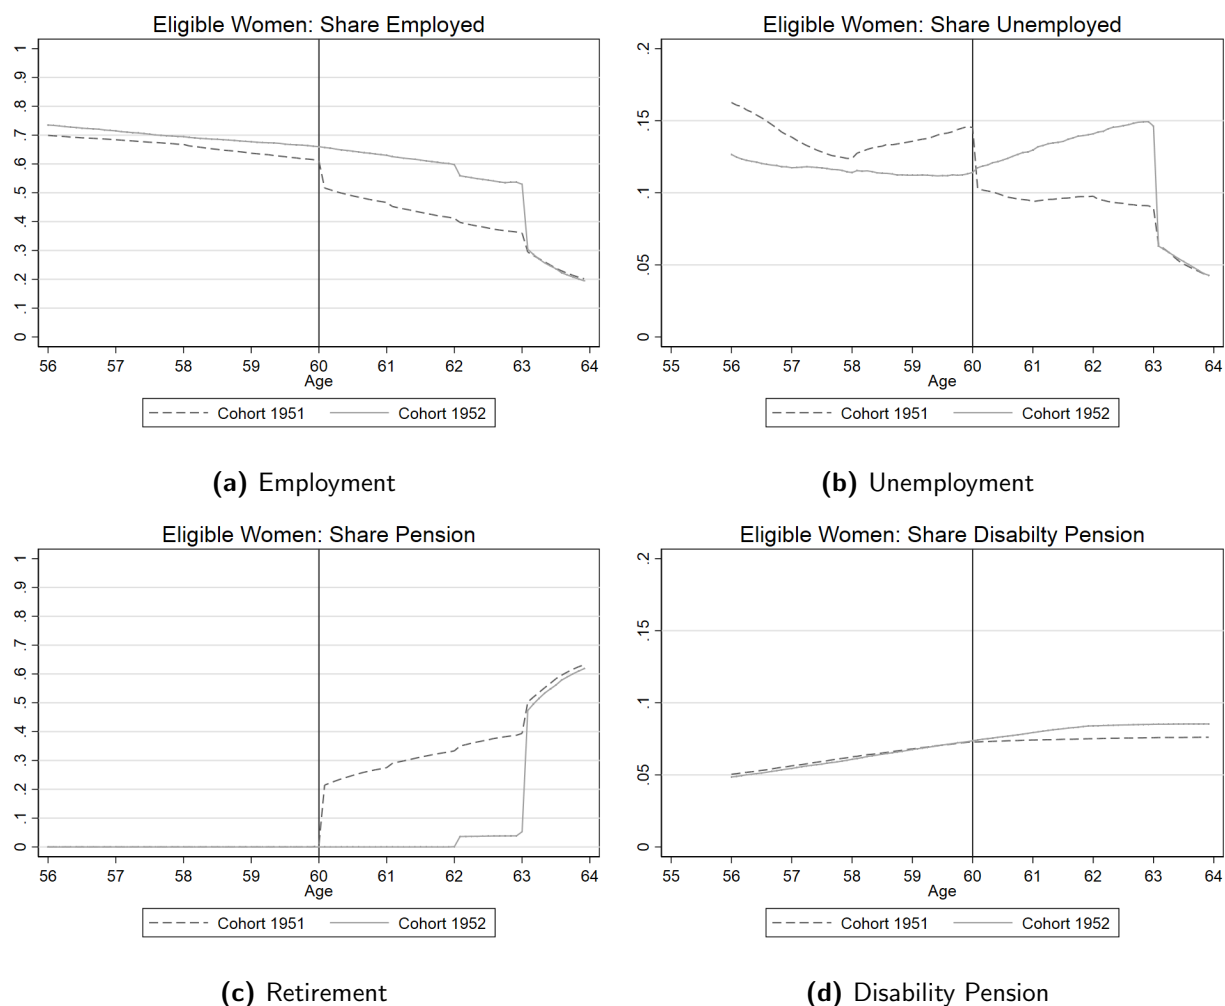 Eligible Women: Share Employed
0 .1 .2 .3 .4 .5 .6 .7 .8 .9 1
56 57 58 59 60 61 62 63 64
Age
Cohort 1951 Cohort 1952
(a) Employment
Eligible Women: Share Unemployed
0 .05 .1 .15 .2
55 56 57 58 59 60 61 62 63 64
Age
Cohort 1951 Cohort 1952
(b) Unemployment
Eligible Women: Share Pension
0 .1 .2 .3 .4 .5 .6 .7 .8 .9 1
56 57 58 59 60 61 62 63 64
Age
Cohort 1951 Cohort 1952
(c) Retirement
Eligible Women: Share Disabilty Pension
0 .05 .1 .15 .2
55 56 57 58 59 60 61 62 63 64
Age
Cohort 1951 Cohort 1952
(d) Disability Pension